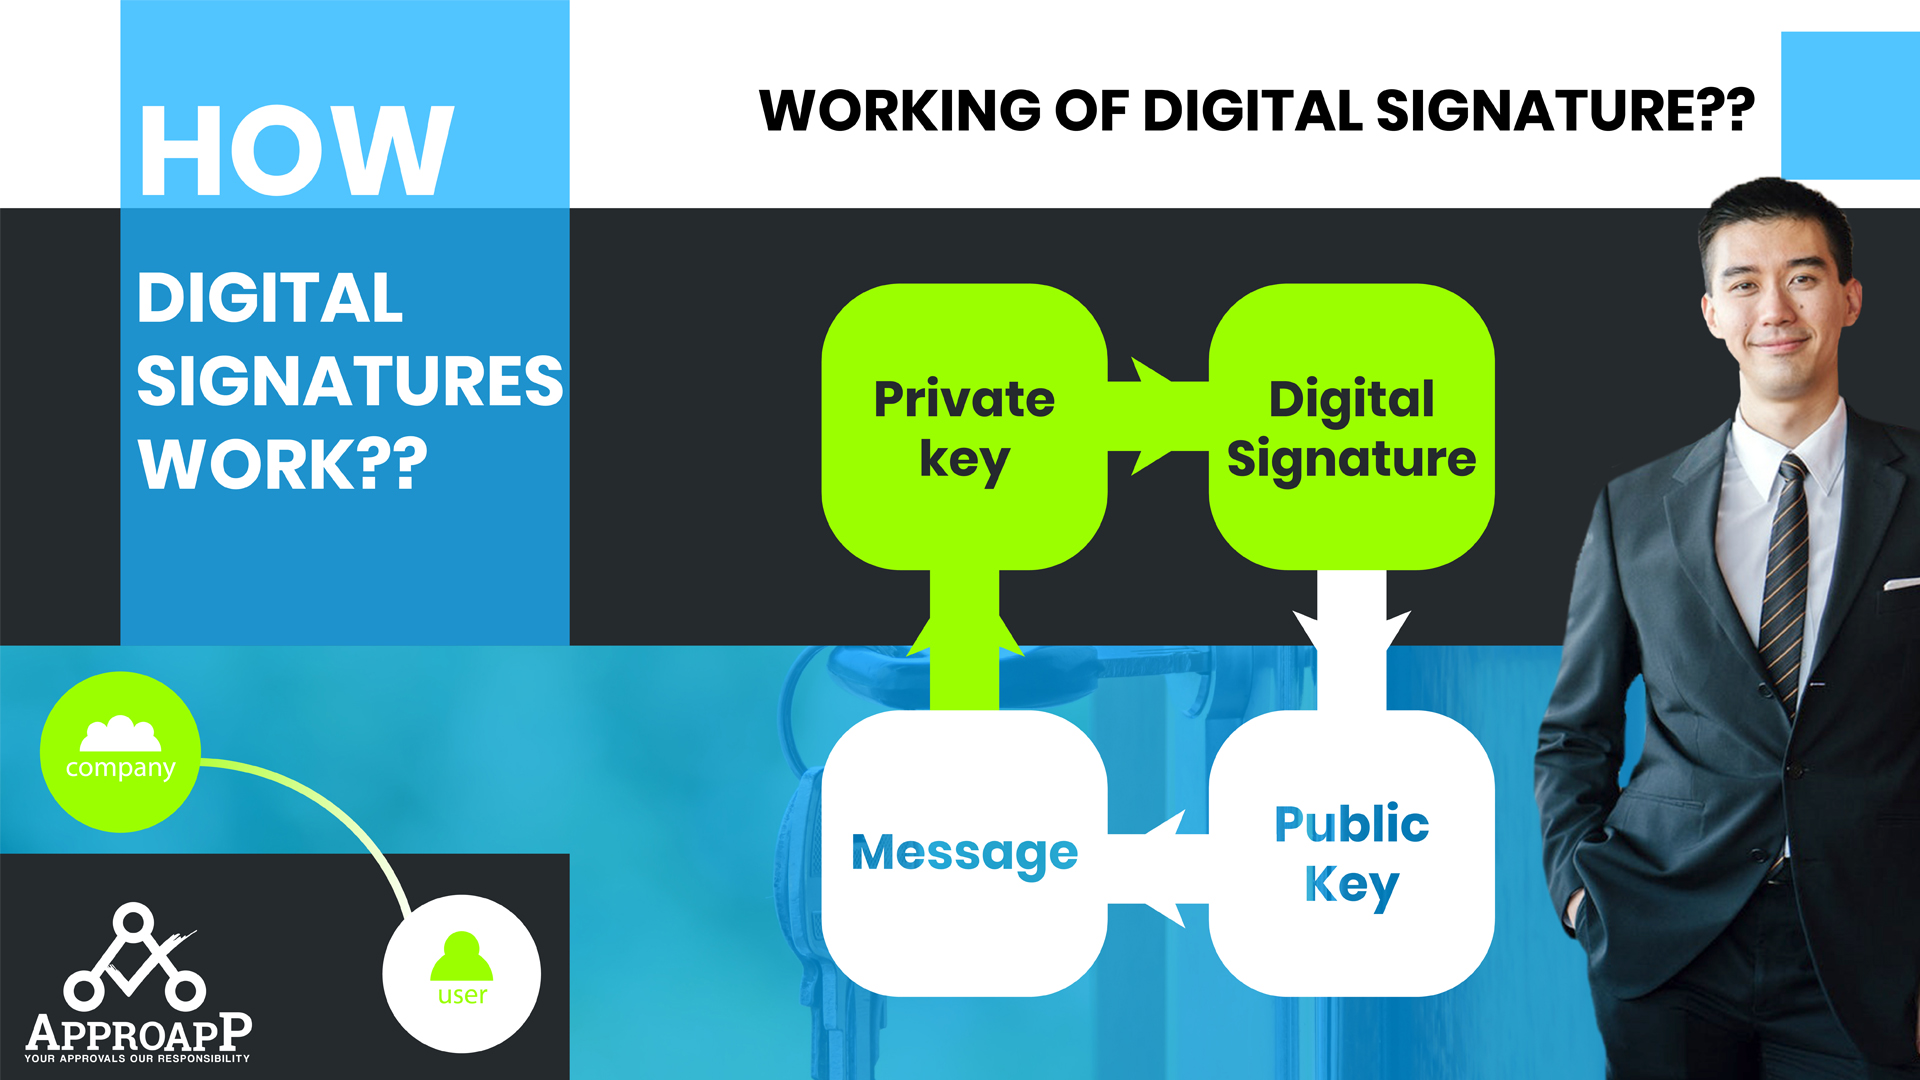 HOW
DIGITAL
SIGNATURES
WORK??
WORKING OF DIGITAL SIGNATURE??
Private
key
Digital
Signature
Message
Public
Key
company
user
APPROAPP
YOUR APPROVALS OUR RESPONSIBILITY